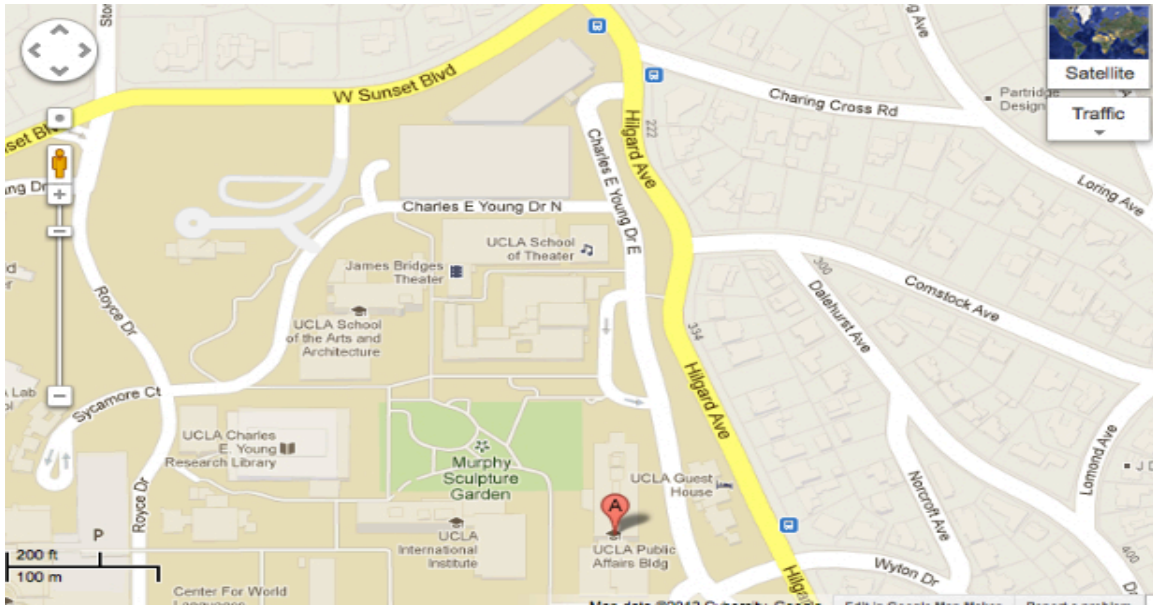 Stor
W Sunset Blvd
Satellite
Traffic
Partridge
Design
Charing Cross Rd
Loring Ave
222
Hilgard Ave
Charles E Young Dr N
Charles E Young Dr E
UCLA School
of Theater
James Bridges
Theater
300
Comstock Ave
Dalehurst Ave
Royce Dr
UCLA School
of the Arts and
Architecture
334
Hilgard Ave
Sycamore Ct
UCLA Charles
E. Young
Research Library
Murphy
Sculpture
Garden
Lomond Ave
J D
Norcroft Ave
UCLA Guest
House
A
Royce Dr
P
UCLA
International
Institute
UCLA Public
Affairs Bldg
Wyton Dr
400
200 ft
100 m
Center For World